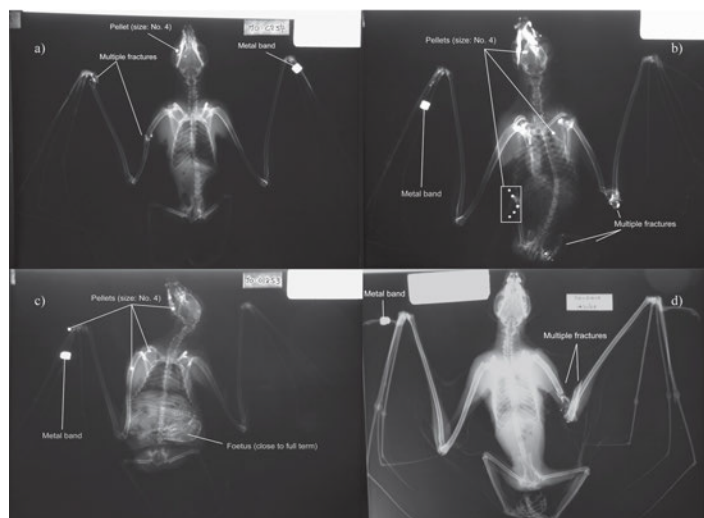 a)
Pellet (size: No. 4)
Metal band
Multiple fractures
b)
Pellets (size: No. 4)
Metal band
Multiple fractures
c)
Pellets (size: No. 4)
Metal band
Foetus (close to full term)
d)
Metal band
Multiple fractures